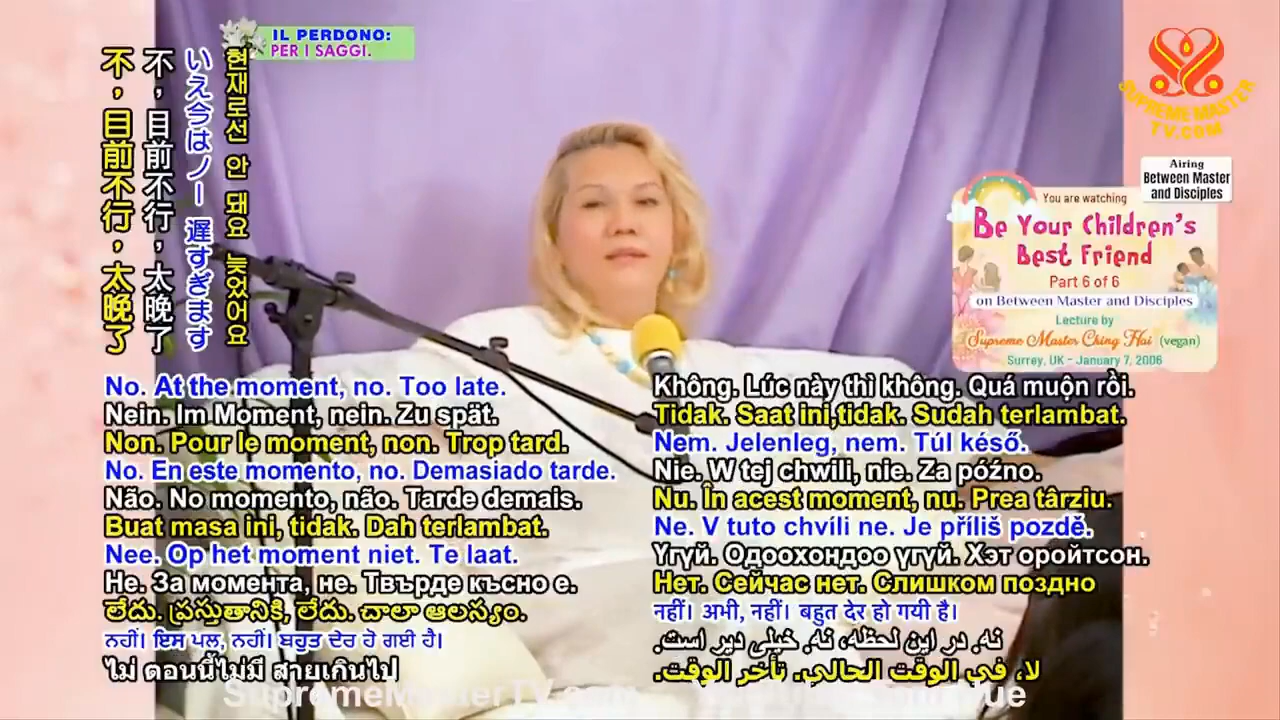 IL PERDONO:
PER I SAGGI.
SUPREME MASTER
TV.COM
Airing
Between Master
and Disciples
You are watching
Be Your Children's
Best Friend
Part 6 of 6
on Between Master and Disciples
Lecture by
Supreme Master Ching Hai (vegan)
Surrey, UK - January 7, 2006
不，目前不行，太晚了
不，目前不行，太晚了
いえ今はノー 遅すぎます
현재로선 안 돼요 늦었어요
No. At the moment, no. Too late.
Nein. Im Moment, nein. Zu spät.
Non. Pour le moment, non. Trop tard.
No. En este momento, no. Demasiado tarde.
Não. No momento, não. Tarde demais.
Buat masa ini, tidak. Dah terlambat.
Nee. Op het moment niet. Te laat.
Не. За момента, не. Твърде късно е.
లేదు. ప్రస్తుతానికి, లేదు. చాలా ఆలస్యం.
ਨਹੀਂ। ਇਸ ਪਲ, ਨਹੀਂ। ਬਹੁਤ ਦੇਰ ਹੋ ਗਈ ਹੈ।
ไม่ ตอนนี้ไม่มี สายเกินไป
Không. Lúc này thì không. Quá muộn rồi.
Tidak. Saat ini,tidak. Sudah terlambat.
Nem. Jelenleg, nem. Túl késő.
Nie. W tej chwili, nie. Za późno.
Nu. În acest moment, nu. Prea târziu.
Ne. V tuto chvíli ne. Je příliš pozdě.
Үгүй. Одоохондоо үгүй. Хэт оройтсон.
Нет. Сейчас нет. Слишком поздно
नहीं। अभी, नहीं। बहुत देर हो गयी है।
نه. در این لحظه، نه. خیلی دیر است.
لا، في الوقت الحالي. تأخر الوقت.
SupremeMasterTV.com